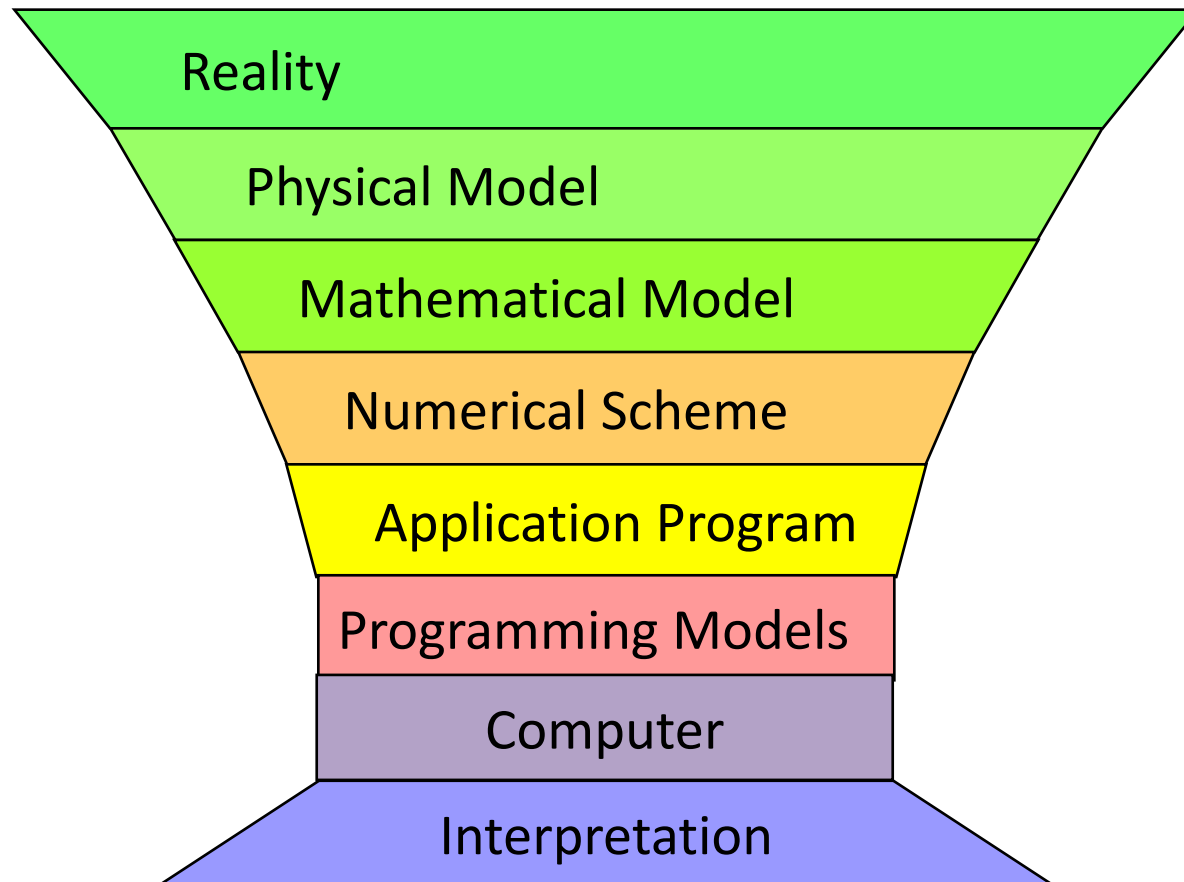 Reality
Physical Model
Mathematical Model
Numerical Scheme
Application Program
Programming Models
Computer
Interpretation